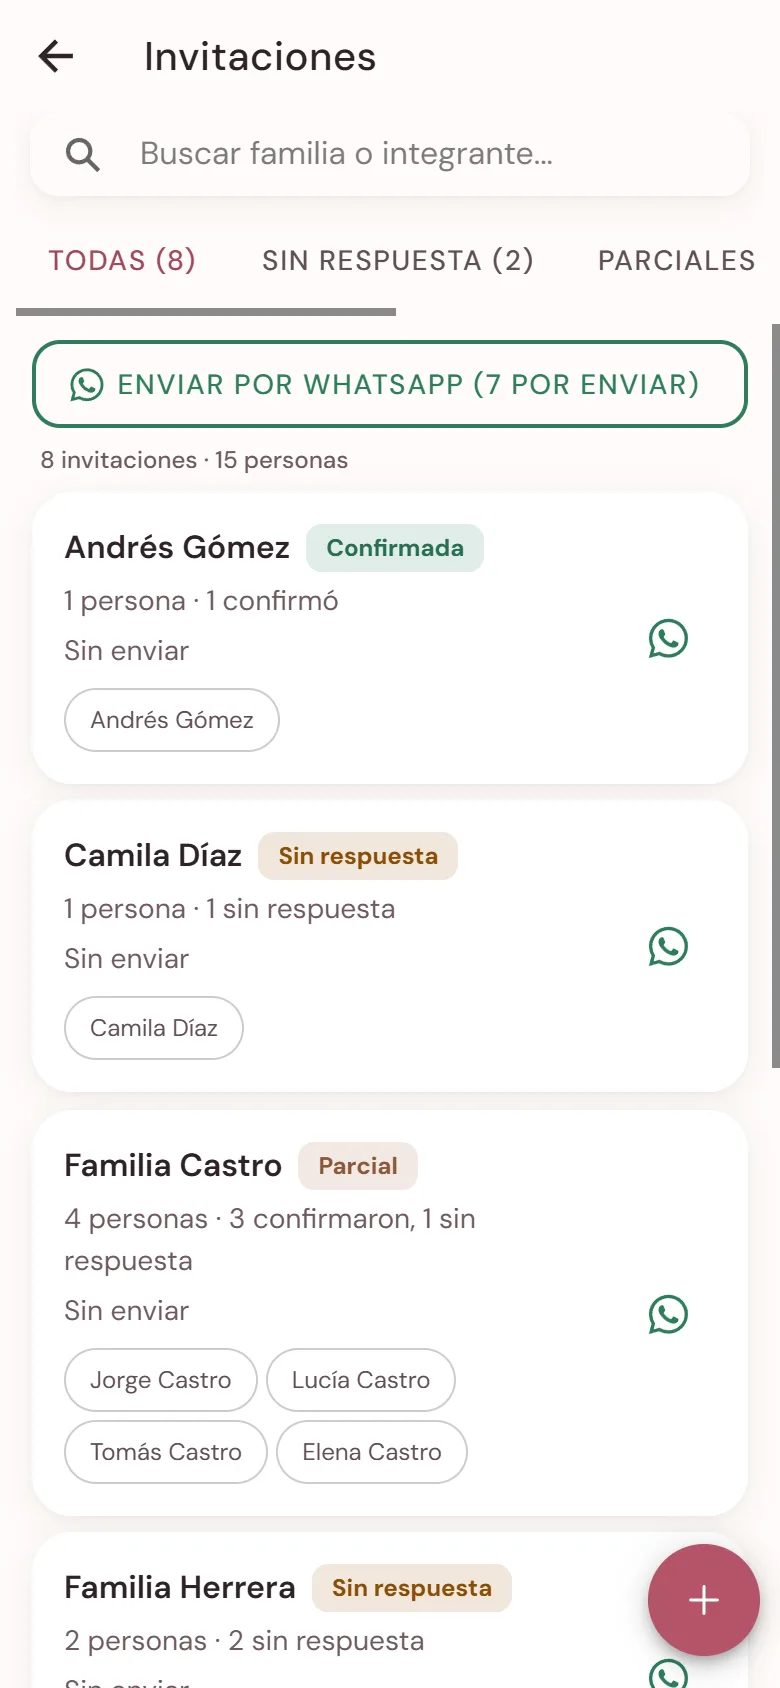 Invitaciones
Buscar familia o integrante...
TODAS (8)
SIN RESPUESTA (2)
PARCIALES
ENVIAR POR WHATSAPP (7 POR ENVIAR)
8 invitaciones · 15 personas
Andrés Gómez
Confirmada
1 persona · 1 confirmó
Sin enviar
Andrés Gómez
Camila Díaz
Sin respuesta
1 persona · 1 sin respuesta
Sin enviar
Camila Díaz
Familia Castro
Parcial
4 personas · 3 confirmaron, 1 sin
respuesta
Sin enviar
Jorge Castro
Lucía Castro
Tomás Castro
Elena Castro
Familia Herrera
Sin respuesta
2 personas · 2 sin respuesta
Sin enviar